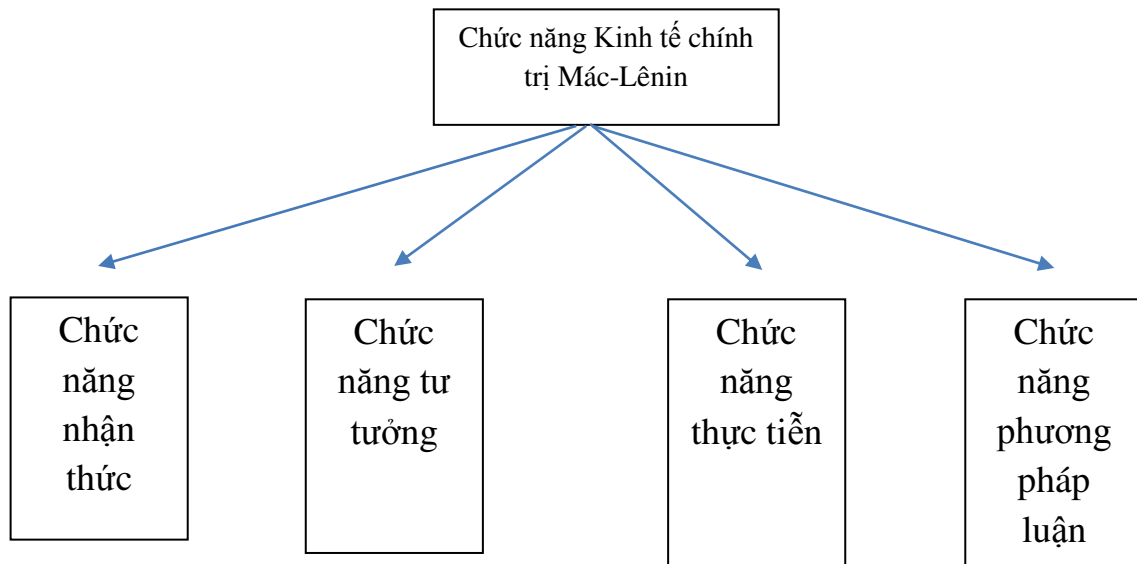 Chức năng Kinh tế chính
trị Mác-Lênin
Chức
năng
nhận
thức
Chức
năng tư
tưởng
Chức
năng
thực tiễn
Chức
năng
phương
pháp
luận